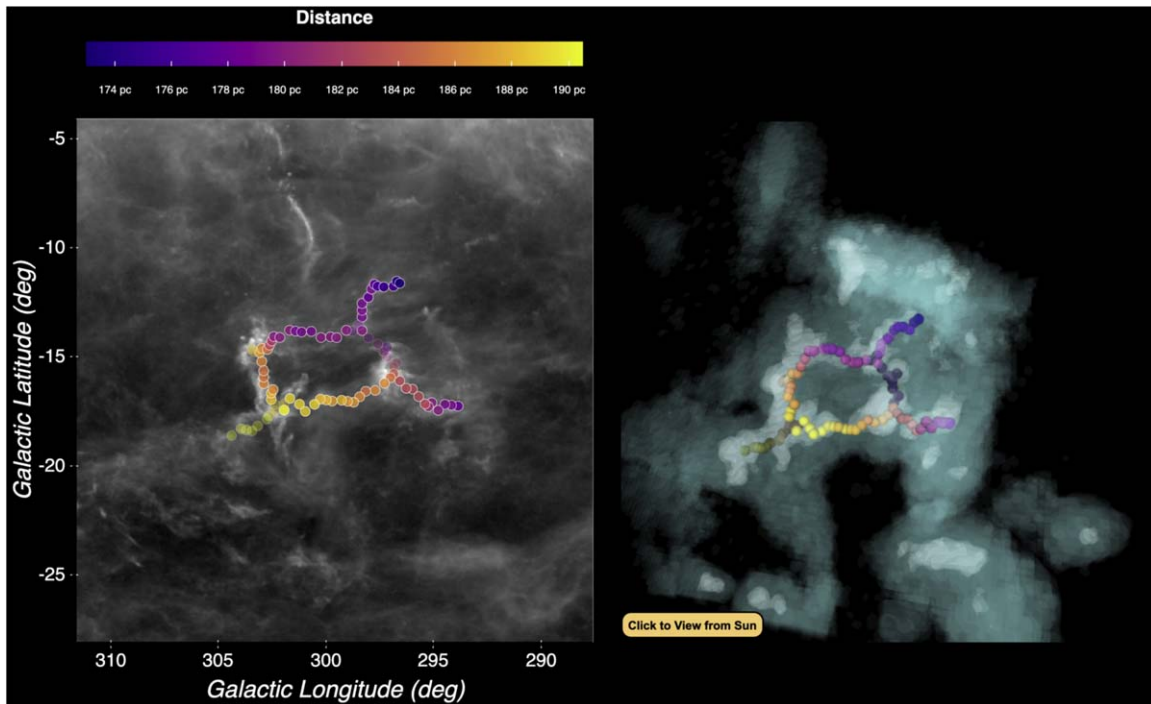 Distance
174 pc 176 pc 178 pc 180 pc 182 pc 184 pc 186 pc 188 pc 190 pc
-5
-10
-15
-20
-25
Galactic Latitude (deg)
310 305 300 295 290
Galactic Longitude (deg)
Click to View from Sun